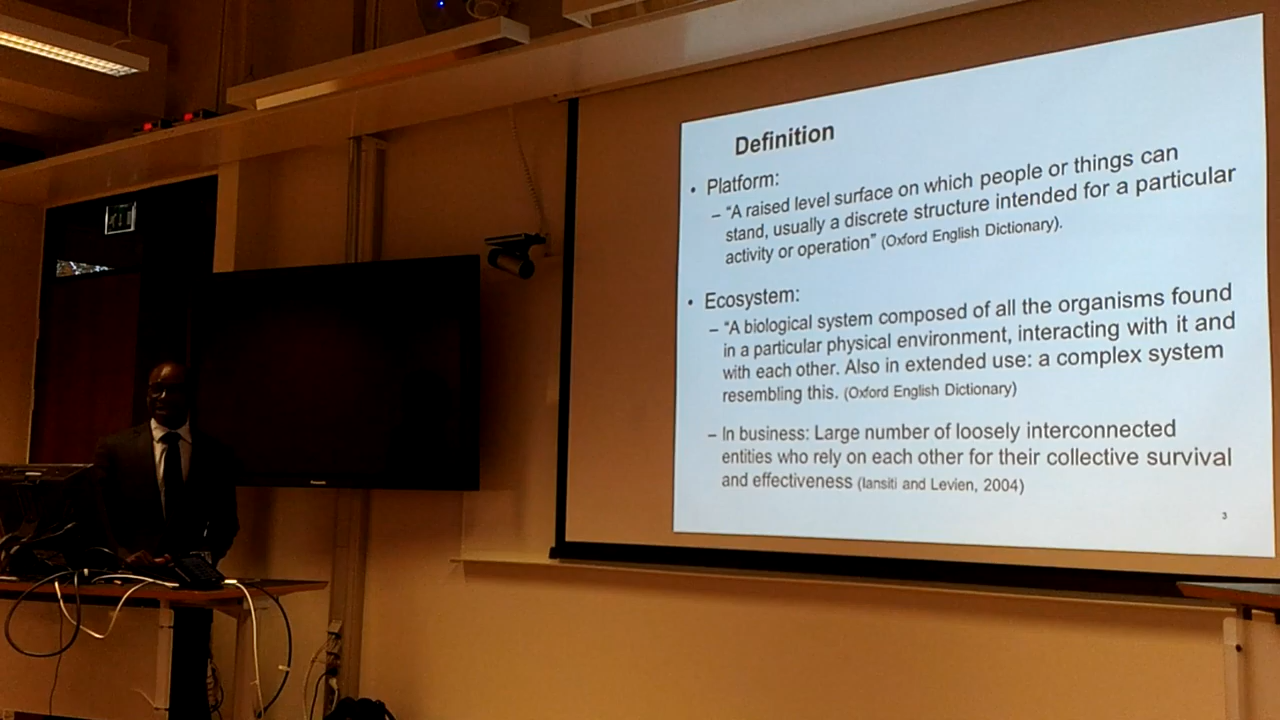 Definition
• Platform:
– “A raised level surface on which people or things can
stand, usually a discrete structure intended for a particular
activity or operation” (Oxford English Dictionary).
• Ecosystem:
– “A biological system composed of all the organisms found
in a particular physical environment, interacting with it and
with each other. Also in extended use: a complex system
resembling this. (Oxford English Dictionary)
– In business: Large number of loosely interconnected
entities who rely on each other for their collective survival
and effectiveness (Iansiti and Levien, 2004)
3
Panasonic